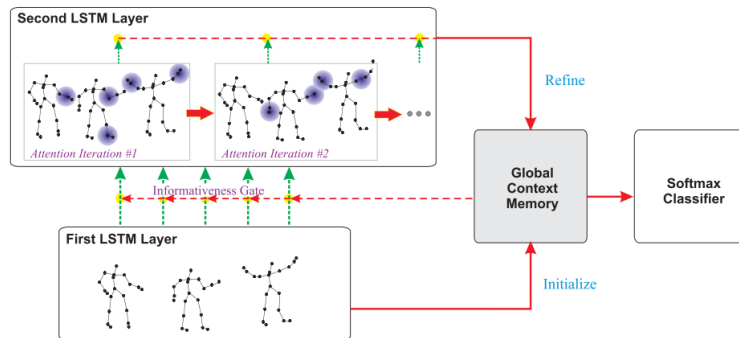 Second LSTM Layer
Attention Iteration #1
Attention Iteration #2
Refine
Informativeness Gate
Global
Context
Memory
Softmax
Classifier
First LSTM Layer
Initialize